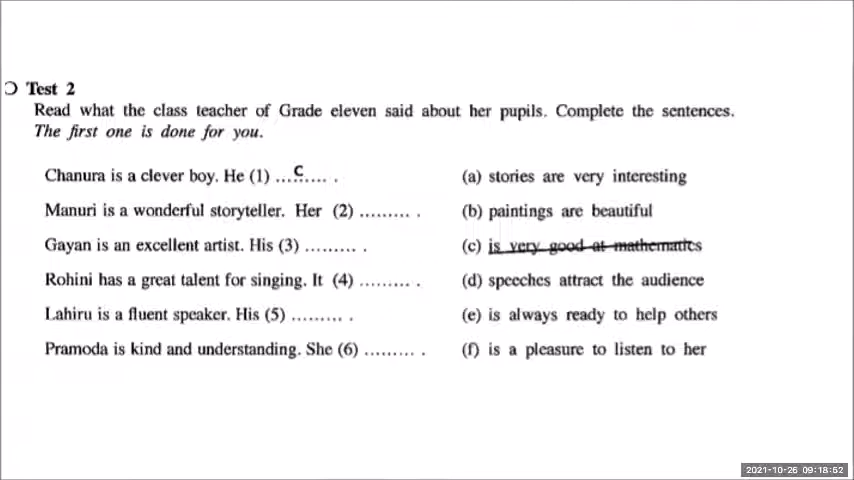 Test 2
Read what the class teacher of Grade eleven said about her pupils. Complete the sentences.
The first one is done for you.
Chanura is a clever boy. He (1) ...c..... . (a) stories are very interesting
Manuri is a wonderful storyteller. Her (2) ......... . (b) paintings are beautiful
Gayan is an excellent artist. His (3) ......... . (c) is very good at mathematics
Rohini has a great talent for singing. It (4) ......... . (d) speeches attract the audience
Lahiru is a fluent speaker. His (5) ......... . (e) is always ready to help others
Pramoda is kind and understanding. She (6) ......... . (f) is a pleasure to listen to her
2021-10-26 09:18:52